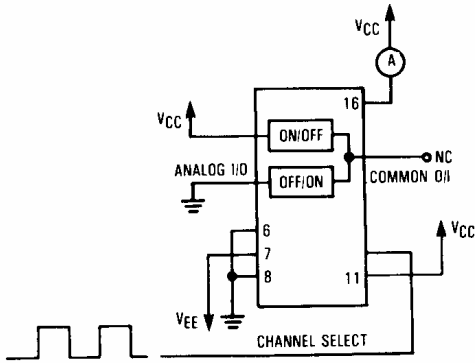 VCC
A
16
VCC
ON/OFF
NC
ANALOG I/O
OFF/ON
COMMON O/I
VCC
6
7
8
11
VEE
CHANNEL SELECT